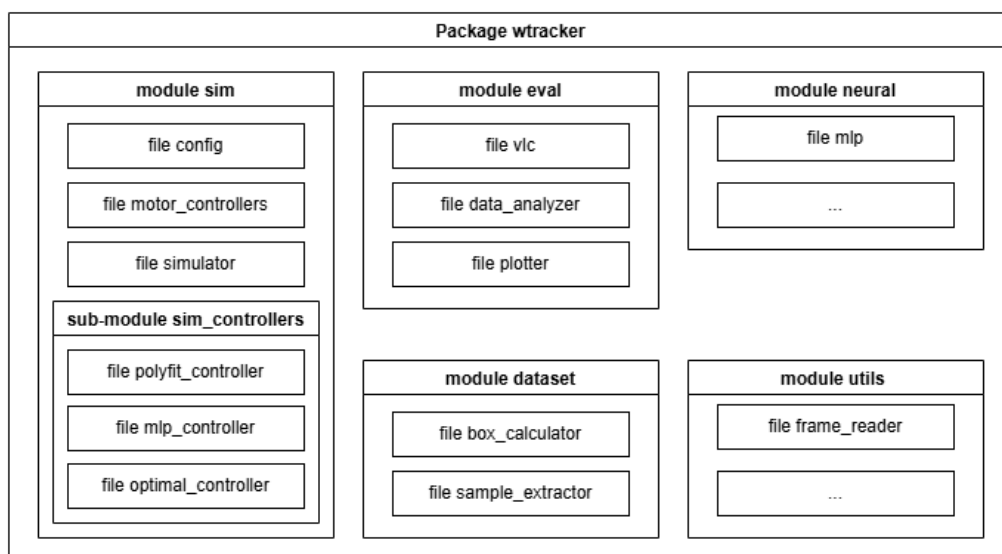 Package wtracker
module sim
file config
file motor_controllers
file simulator
sub-module sim_controllers
file polyfit_controller
file mlp_controller
file optimal_controller
module eval
file vlc
file data_analyzer
file plotter
module neural
file mlp
...
module dataset
file box_calculator
file sample_extractor
module utils
file frame_reader
...